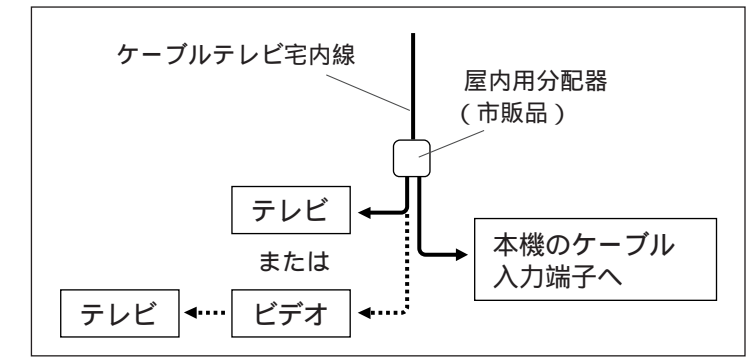 ケーブルテレビ宅内線
屋内用分配器
(市販品)
テレビ
または
本機のケーブル
入力端子へ
テレビ
ビデオ